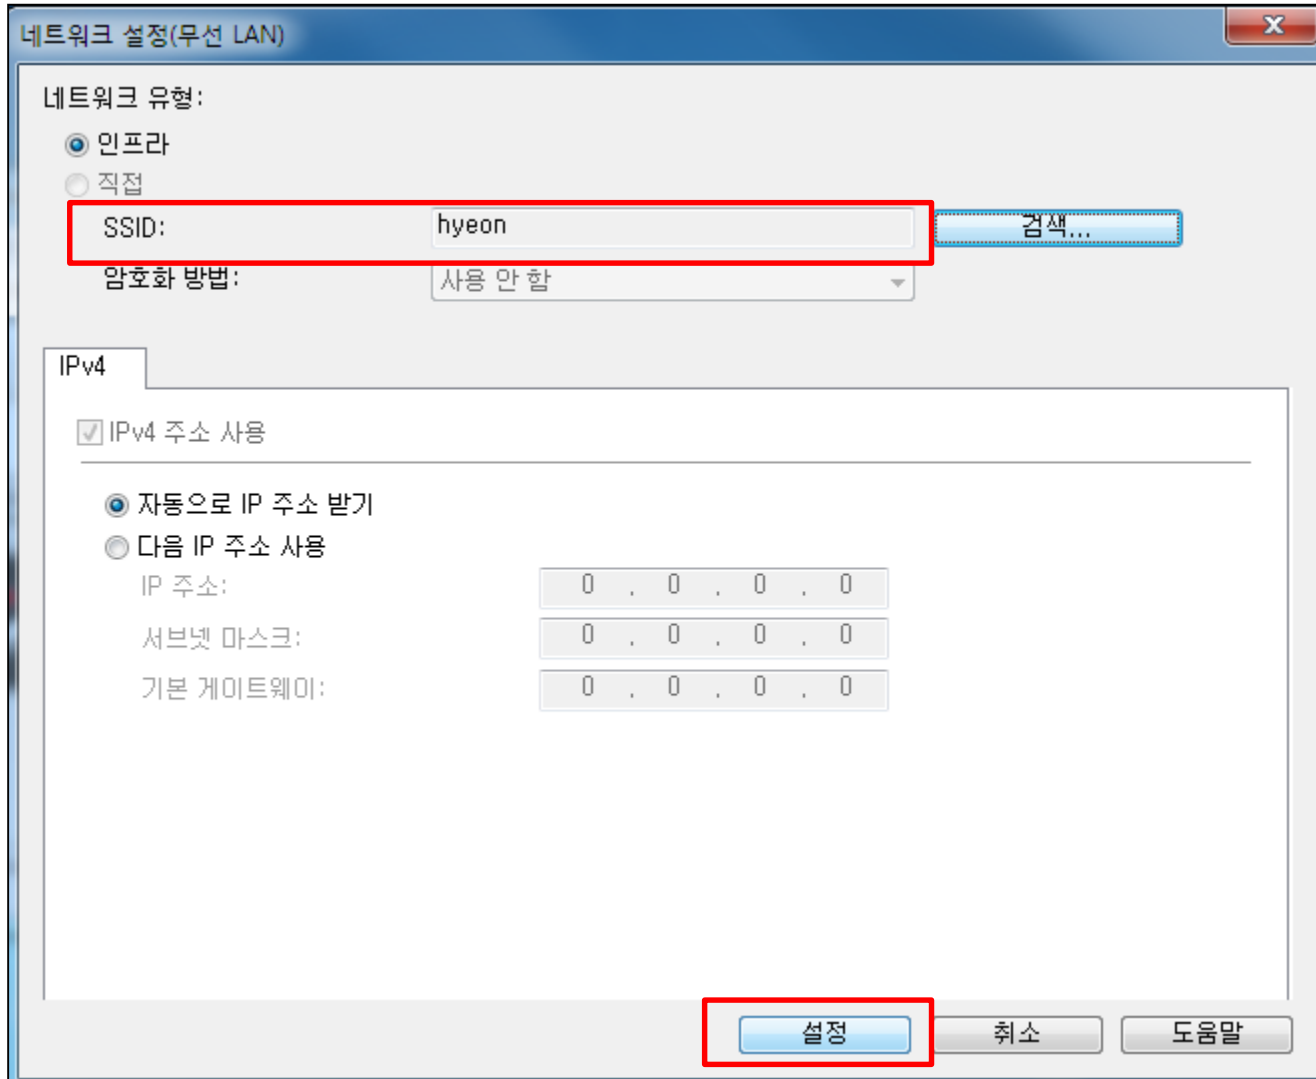 네트워크 설정(무선 LAN)
네트워크 유형:
인프라
직접
SSID: hyeon 검색...
암호화 방법: 사용 안 함
IPv4
IPv4 주소 사용
자동으로 IP 주소 받기
다음 IP 주소 사용
IP 주소: 0 . 0 . 0 . 0
서브넷 마스크: 0 . 0 . 0 . 0
기본 게이트웨이: 0 . 0 . 0 . 0
설정 취소 도움말